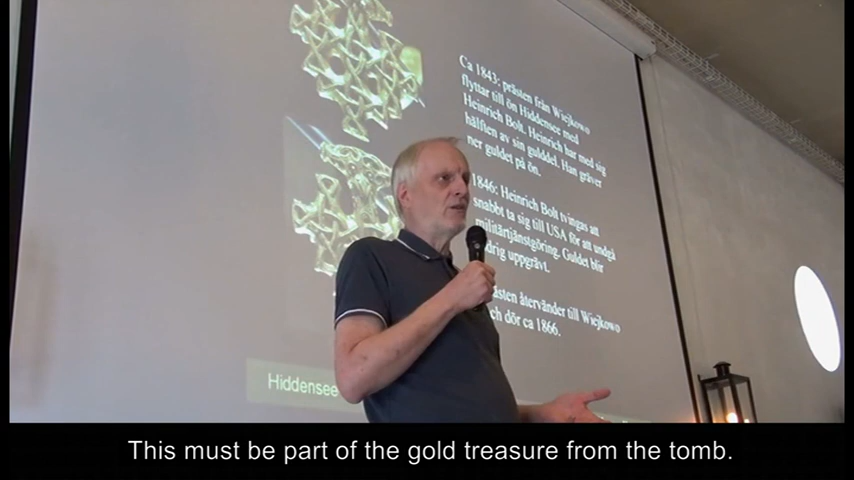 Ca 1843: prästen från Wiejkowo
flyttar till ön Hiddensee med
Heinrich Bolt. Heinrich har med sig
hälften av sin gulddel. Han gräver
ner guldet på ön.
1846: Heinrich Bolt tvingas att
snabbt ta sig till USA för att undgå
militärtjänstgöring. Guldet blir
uppgrävt.
återvänder till Wiejkowo
dör ca 1866.
Hiddensee
This must be part of the gold treasure from the tomb.